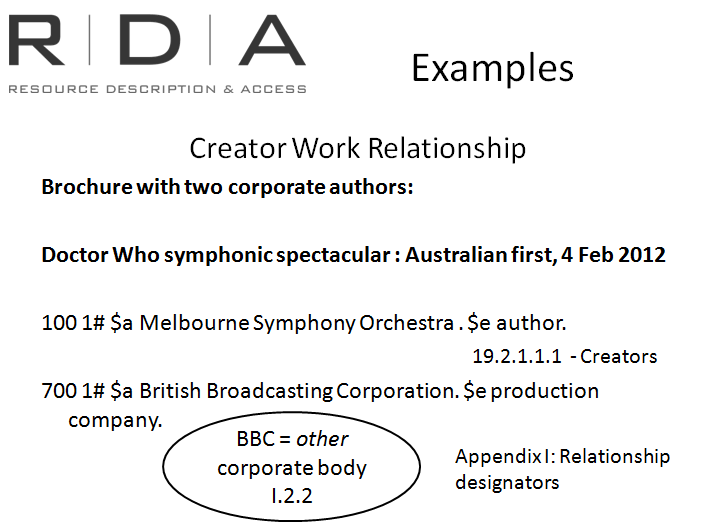 R | D | A
RESOURCE DESCRIPTION & ACCESS
Examples
Creator Work Relationship
Brochure with two corporate authors:
Doctor Who symphonic spectacular : Australian first, 4 Feb 2012
100 1# $a Melbourne Symphony Orchestra . $e author.
19.2.1.1.1 - Creators
700 1# $a British Broadcasting Corporation. $e production
company.
BBC = other
corporate body
I.2.2
Appendix I: Relationship
designators